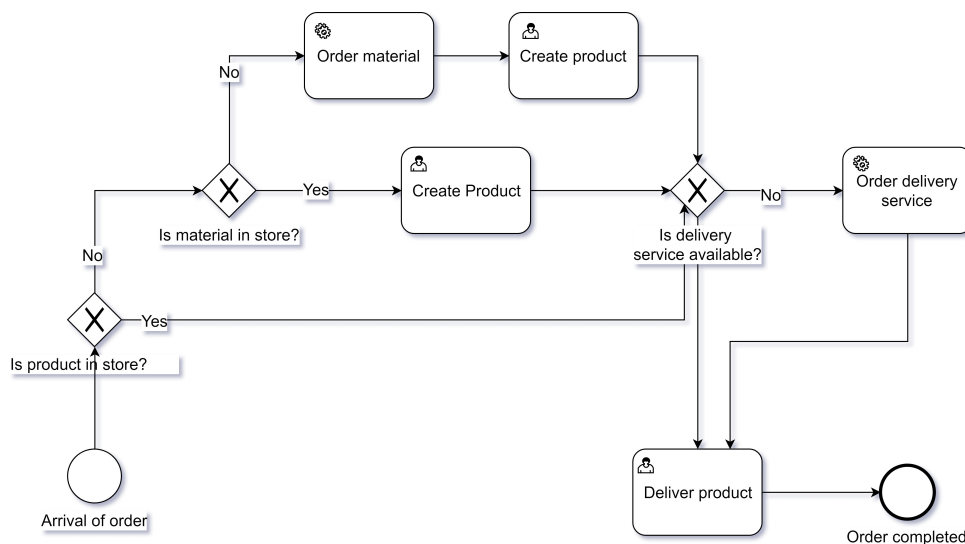 Order material
Create product
No
Create Product
Yes
Order delivery
service
No
Is material in store?
Is delivery
service available?
No
Yes
Is product in store?
Deliver product
Arrival of order
Order completed